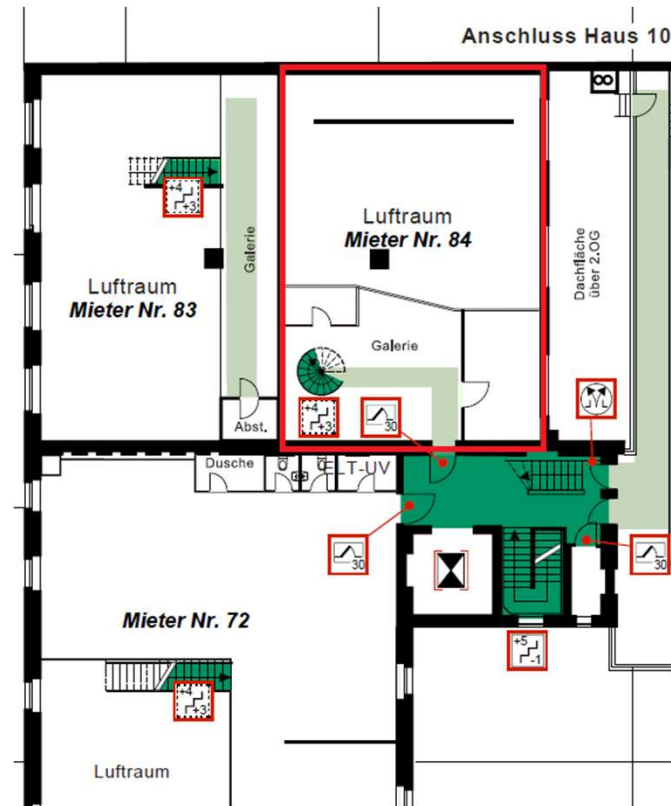 Anschluss Haus 10
8
+4
+3
Galerie
Luftraum
Mieter Nr. 84
Dachfläche
über 2.OG
Luftraum
Mieter Nr. 83
Galerie
+4
+3
30
Abst.
Dusche
ELT-UV
30
30
Mieter Nr. 72
+5
-1
+4
+3
Luftraum